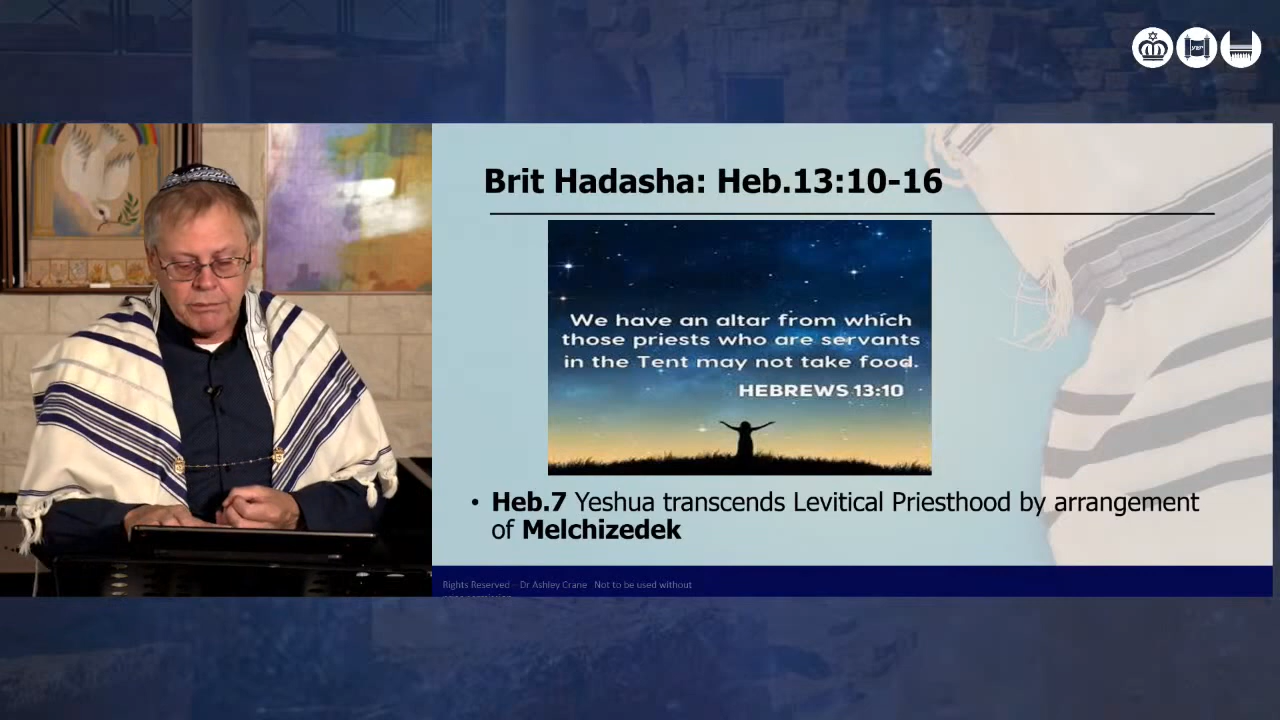 Brit Hadasha: Heb.13:10-16
We have an altar from which
those priests who are servants
in the Tent may not take food.
HEBREWS 13:10
• Heb.7 Yeshua transcends Levitical Priesthood by arrangement
of Melchizedek
Rights Reserved – Dr Ashley Crane Not to be used without